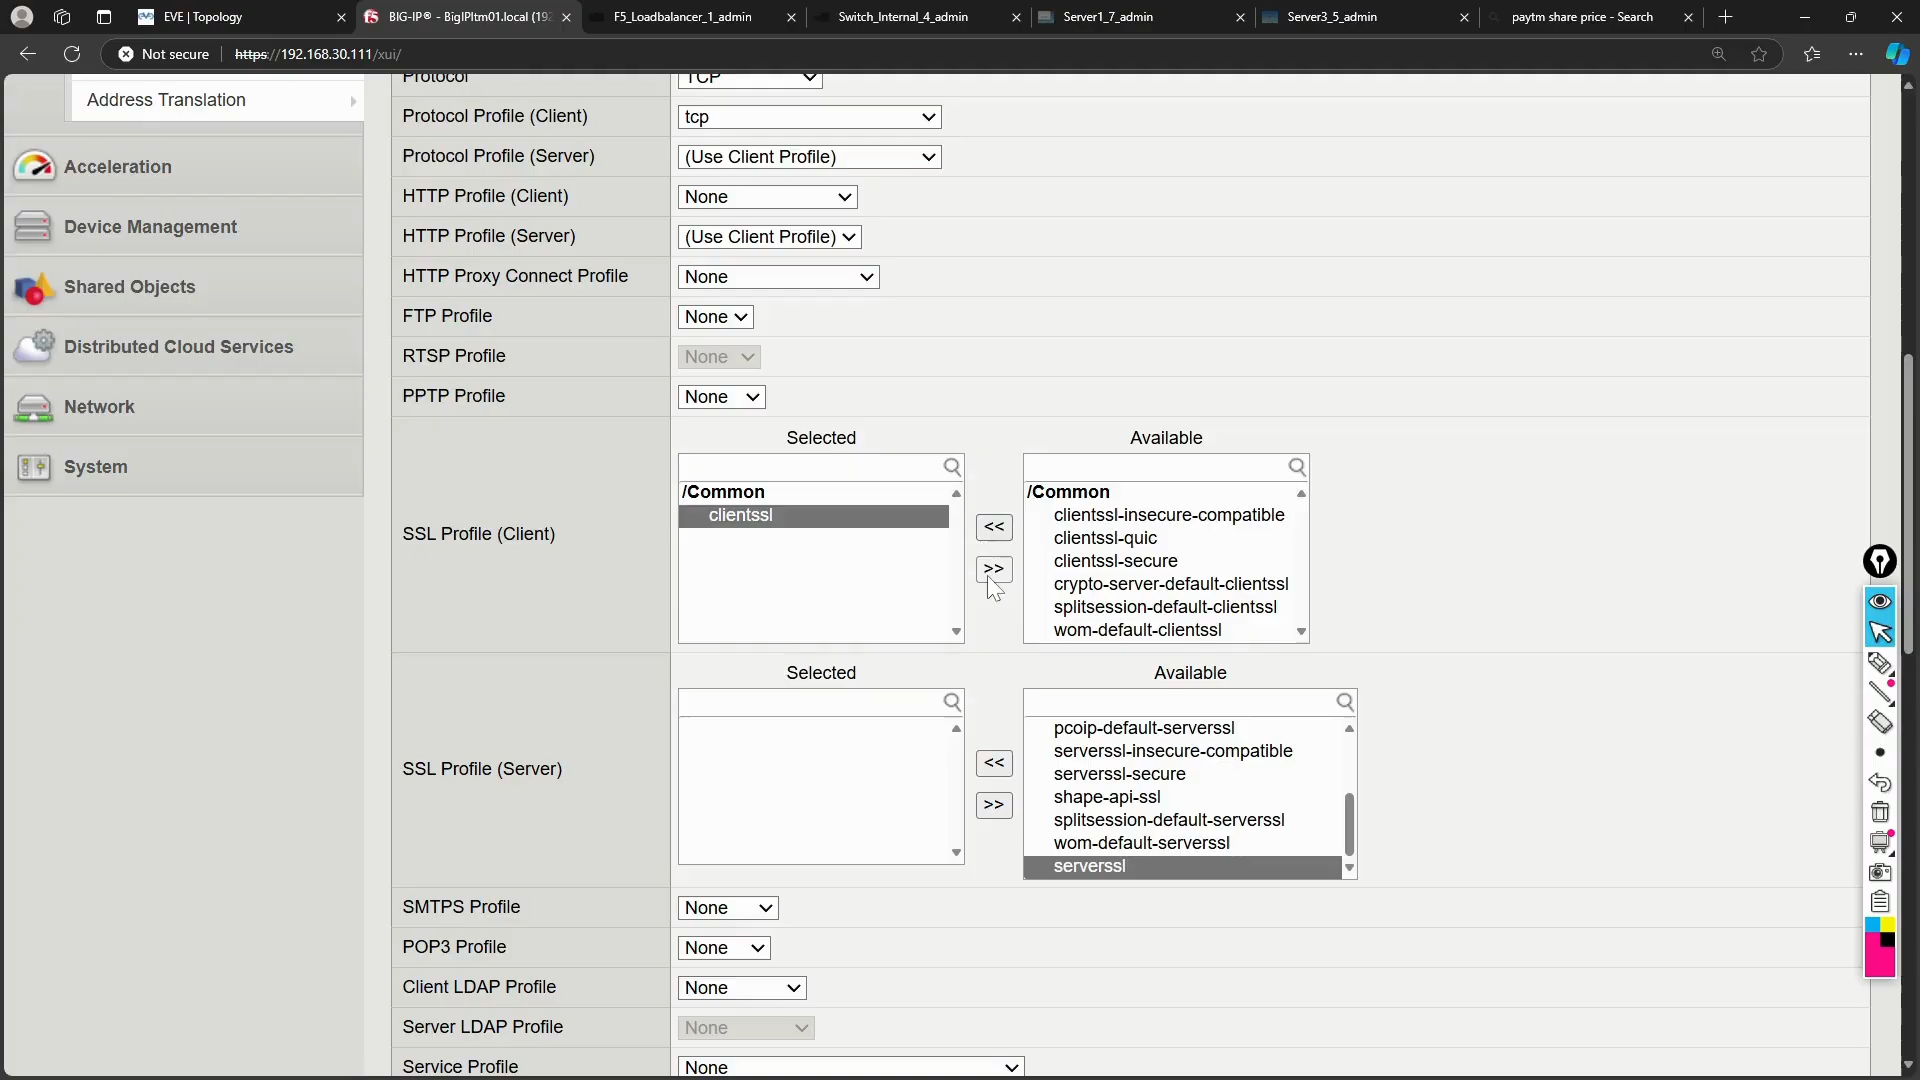 EVE | Topology
BIG-IP® - BigIPltm01.local (192
F5_Loadbalancer_1_admin
Switch_Internal_4_admin
Server1_7_admin
Server3_5_admin
paytm share price - Search
Not secure
https://192.168.30.111/xui/
Address Translation
Acceleration
Device Management
Shared Objects
Distributed Cloud Services
Network
System
Protocol TCP
Protocol Profile (Client) tcp
Protocol Profile (Server) (Use Client Profile)
HTTP Profile (Client) None
HTTP Profile (Server) (Use Client Profile)
HTTP Proxy Connect Profile None
FTP Profile None
RTSP Profile None
PPTP Profile None
SSL Profile (Client)
Selected
/Common
clientssl
<<
>>
Available
/Common
clientssl-insecure-compatible
clientssl-quic
clientssl-secure
crypto-server-default-clientssl
splitsession-default-clientssl
wom-default-clientssl
SSL Profile (Server)
Selected
<<
>>
Available
pcoip-default-serverssl
serverssl-insecure-compatible
serverssl-secure
shape-api-ssl
splitsession-default-serverssl
wom-default-serverssl
serverssl
SMTPS Profile None
POP3 Profile None
Client LDAP Profile None
Server LDAP Profile None
Service Profile None